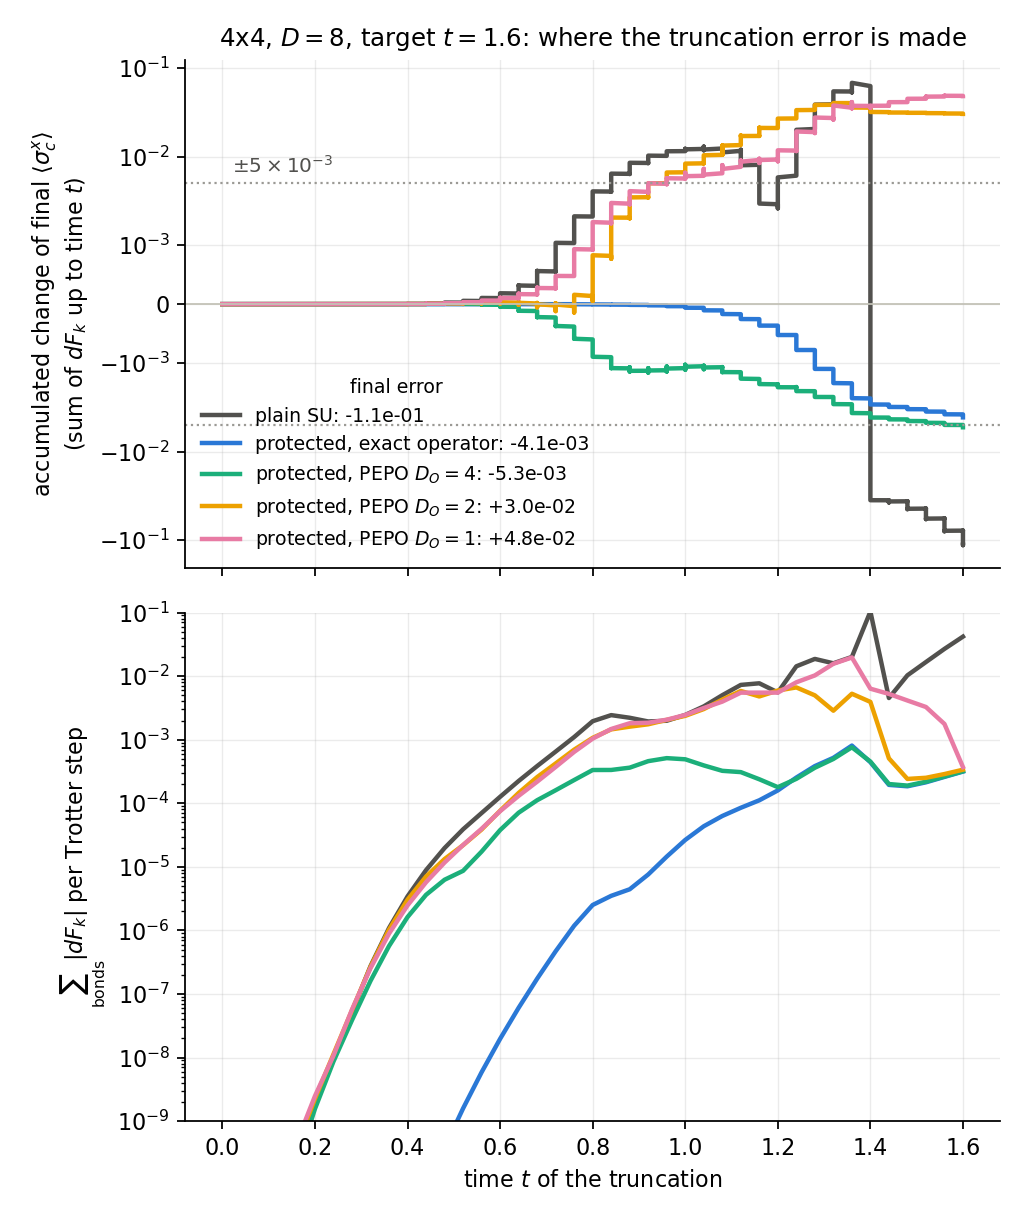 4x4, D = 8, target t = 1.6: where the truncation error is made
accumulated change of final ⟨σ_c^x⟩
(sum of dF_k up to time t)
10^−1
10^−2
10^−3
0
−10^−3
−10^−2
−10^−1
±5 × 10^−3
final error
plain SU: -1.1e-01
protected, exact operator: -4.1e-03
protected, PEPO D_O = 4: -5.3e-03
protected, PEPO D_O = 2: +3.0e-02
protected, PEPO D_O = 1: +4.8e-02
∑_bonds |dF_k| per Trotter step
10^−1
10^−2
10^−3
10^−4
10^−5
10^−6
10^−7
10^−8
10^−9
0.0 0.2 0.4 0.6 0.8 1.0 1.2 1.4 1.6
time t of the truncation